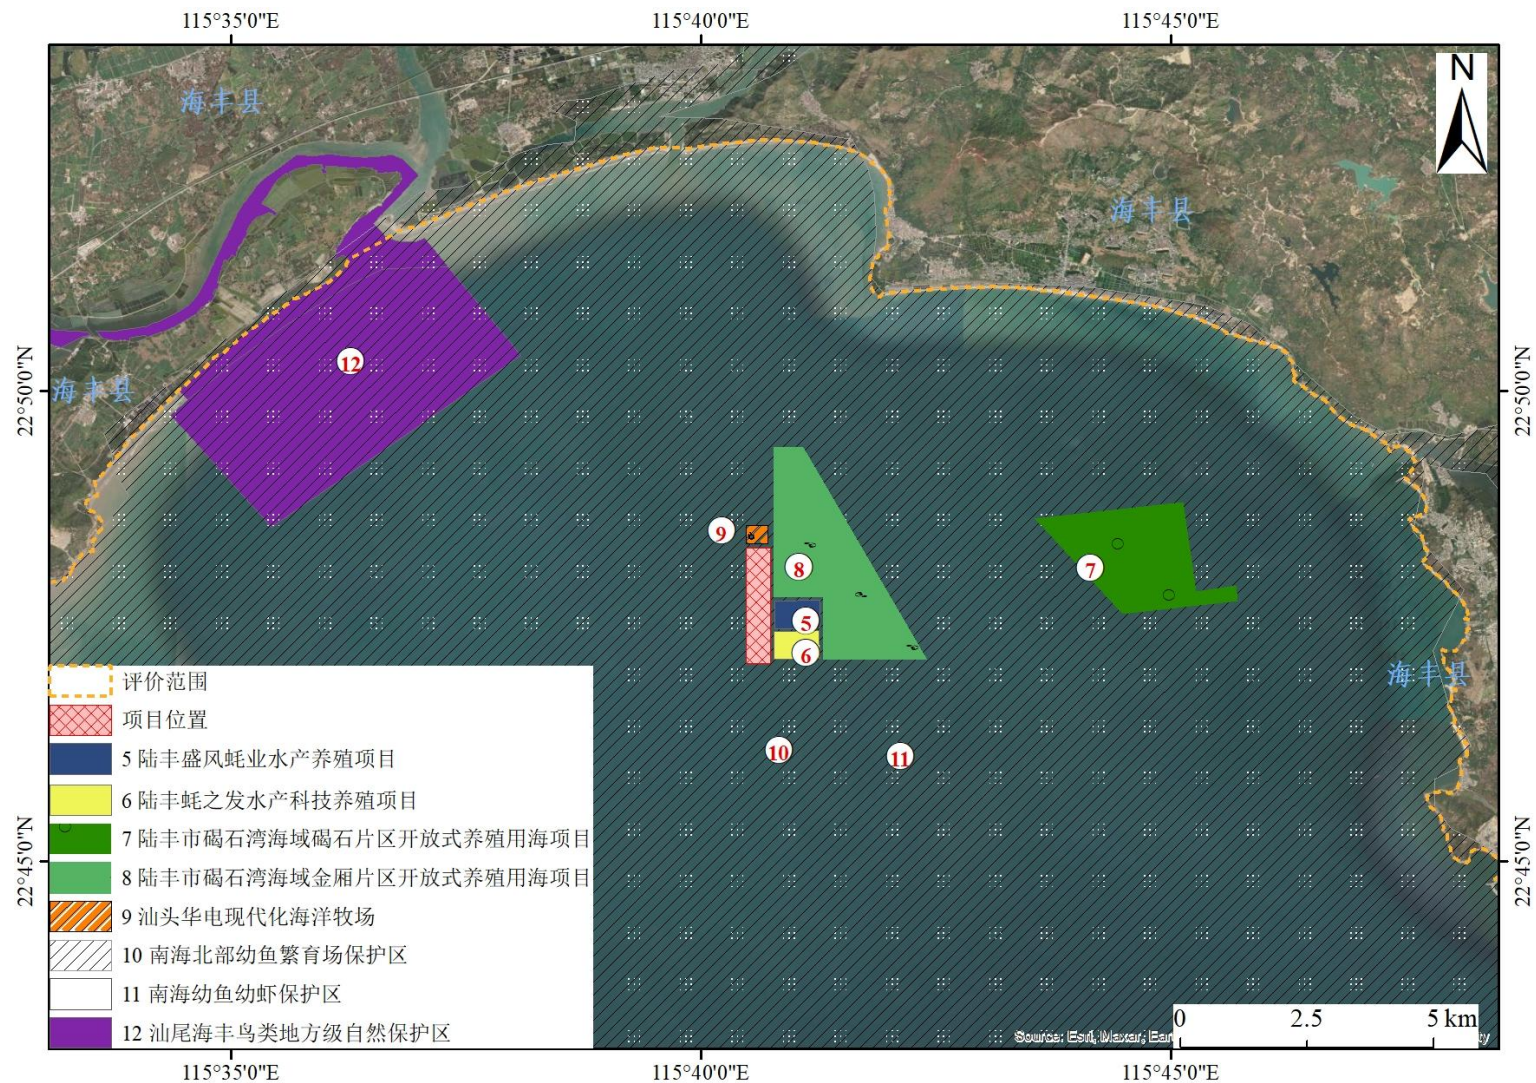 115°35'0"E 115°40'0"E 115°45'0"E
N
海丰县
海丰县
22°50'0"N 22°50'0"N
海丰县
12
9
8
7
5
6
海丰县
10
11
22°45'0"N 22°45'0"N
评价范围
项目位置
5 陆丰盛风蚝业水产养殖项目
6 陆丰蚝之发水产科技养殖项目
7 陆丰市碣石湾海域碣石片区开放式养殖用海项目
8 陆丰市碣石湾海域金厢片区开放式养殖用海项目
9 汕头华电现代化海洋牧场
10 南海北部幼鱼繁育场保护区
11 南海幼鱼幼虾保护区
12 汕尾海丰鸟类地方级自然保护区
0 2.5 5 km
Source: Esri, Maxar,
115°35'0"E 115°40'0"E 115°45'0"E